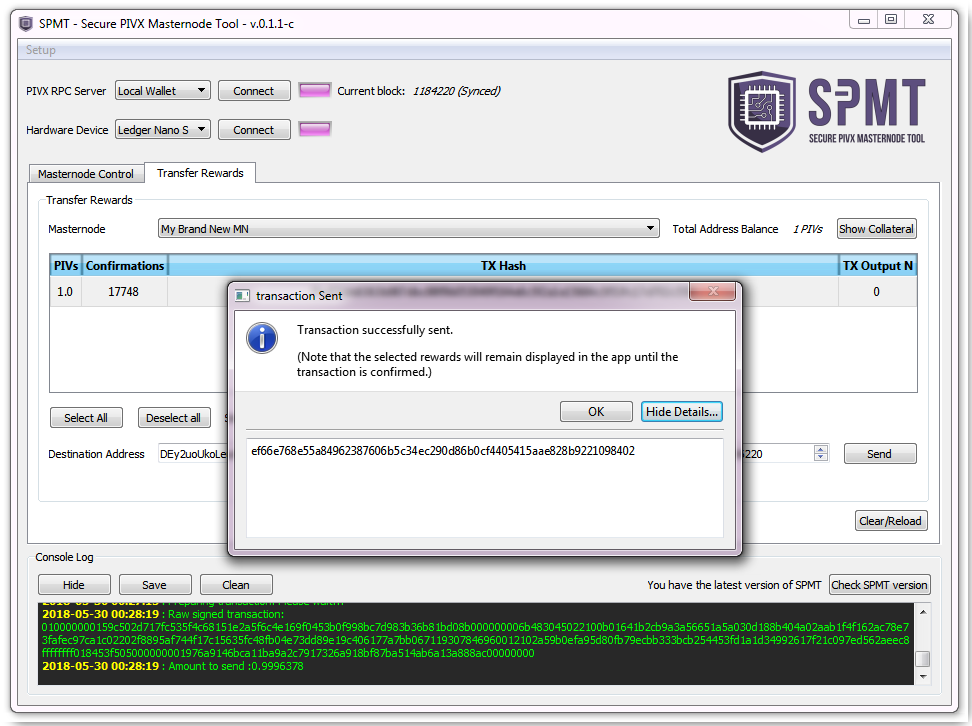 SPMT - Secure PIVX Masternode Tool - v.0.1.1-c
Setup
PIVX RPC Server Local Wallet Connect Current block: 1184220 (Synced)
Hardware Device Ledger Nano S Connect
SPMT
SECURE PIVX MASTERNODE TOOL
Masternode Control Transfer Rewards
Transfer Rewards
Masternode My Brand New MN Total Address Balance 1 PIVs Show Collateral
PIVs Confirmations TX Hash TX Output N
1.0 17748 0
transaction Sent
Transaction successfully sent.
(Note that the selected rewards will remain displayed in the app until the
transaction is confirmed.)
OK Hide Details...
ef66e768e55a84962387606b5c34ec290d86b0cf4405415aae828b9221098402
Select All Deselect all
Destination Address DEy2uoUkoLe 5220 Send
Clear/Reload
Console Log
Hide Save Clean You have the latest version of SPMT Check SPMT version
2018-05-30 00:28:19 : Raw signed transaction:
010000000159c502d717fc535f4c68151e2a5f6c4e169f0453b0f998bc7d983b36b81bd08b000000006b483045022100b01641b2cb9a3a56651a5a030d188b404a02aab1f4f162ac78e7
3fafec97ca1c02202f8895af744f17c15635fc48fb04e73dd89e19c406177a7bb067119307846960012102a59b0efa95d80fb79ecbb333bcb254453fd1a1d34992617f21c097ed562aeec8
ffffffff018453f505000000001976a9146bca11ba9a2c7917326a918bf87ba514ab6a13a888ac00000000
2018-05-30 00:28:19 : Amount to send :0.9996378